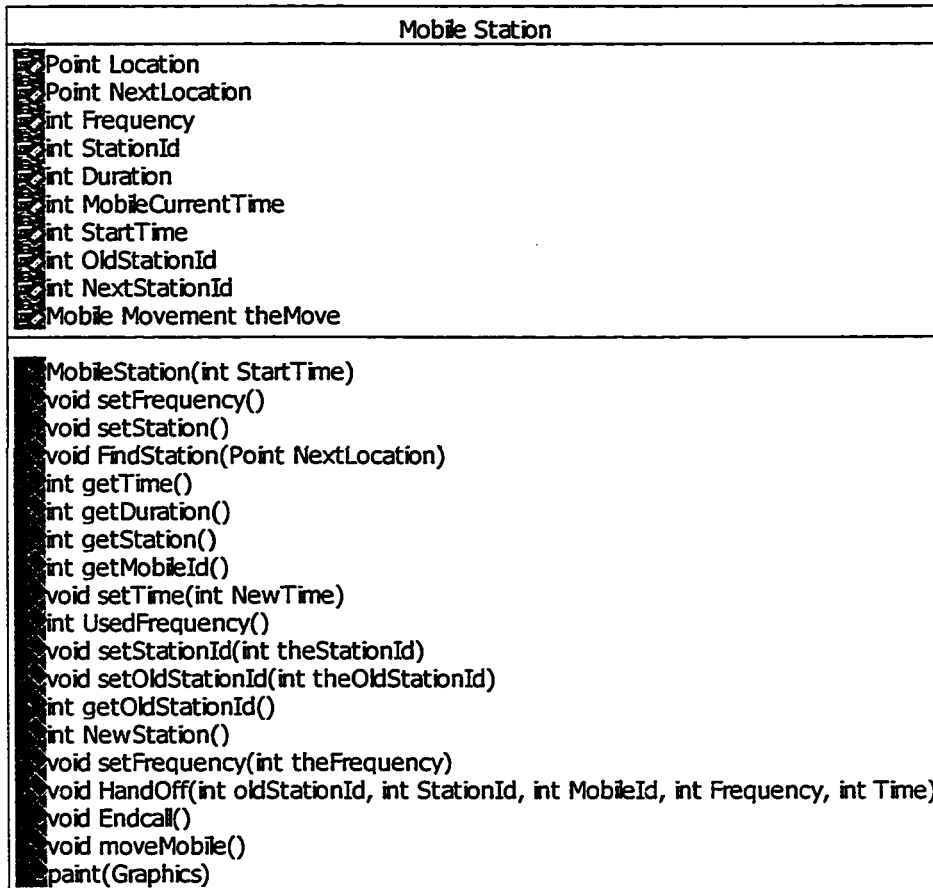 Mobile Station
Point Location
Point NextLocation
int Frequency
int StationId
int Duration
int MobileCurrentTime
int StartTime
int OldStationId
int NextStationId
Mobile Movement theMove
MobileStation(int StartTime)
void setFrequency()
void setStation()
void FindStation(Point NextLocation)
int getTime()
int getDuration()
int getStation()
int getMobileId()
void setTime(int NewTime)
int UsedFrequency()
void setStationId(int theStationId)
void setOldStationId(int theOldStationId)
int getOldStationId()
int NewStation()
void setFrequency(int theFrequency)
void HandOff(int oldStationId, int StationId, int MobileId, int Frequency, int Time)
void Endcall()
void moveMobile()
paint(Graphics)